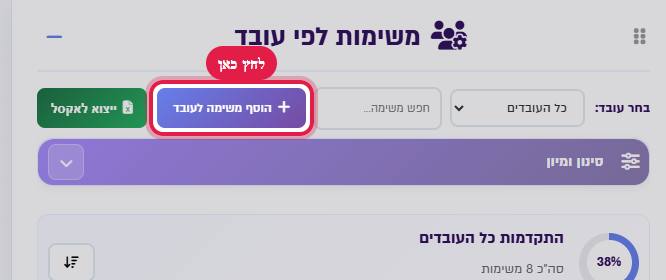 משימות לפי עובד
לחץ כאן
בחר עובד:
כל העובדים
חפש משימה...
+ הוסף משימה לעובד
ייצוא לאקסל
סינון ומיון
התקדמות כל העובדים
סה"כ 8 משימות
38%